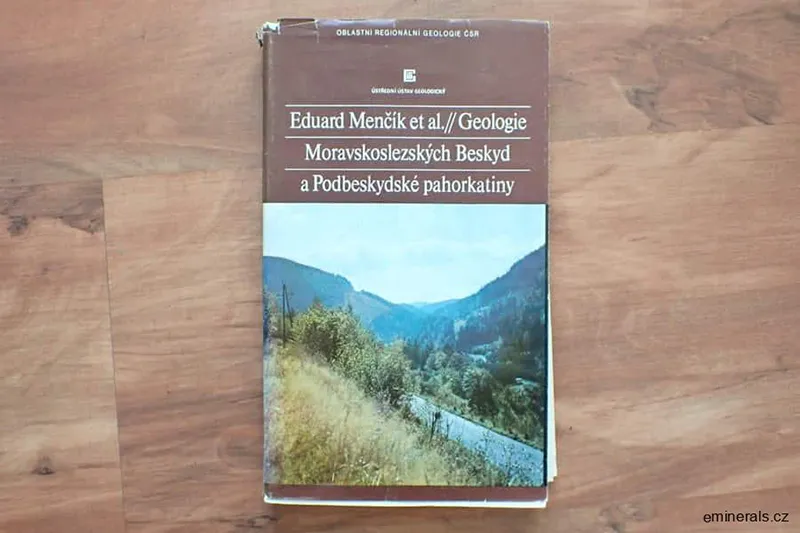 OBLASTNÍ REGIONÁLNÍ GEOLOGIE ČSR
ÚSTŘEDNÍ ÚSTAV GEOLOGICKÝ
Eduard Menčík et al.//Geologie
Moravskoslezských Beskyd
a Podbeskydské pahorkatiny
eminerals.cz